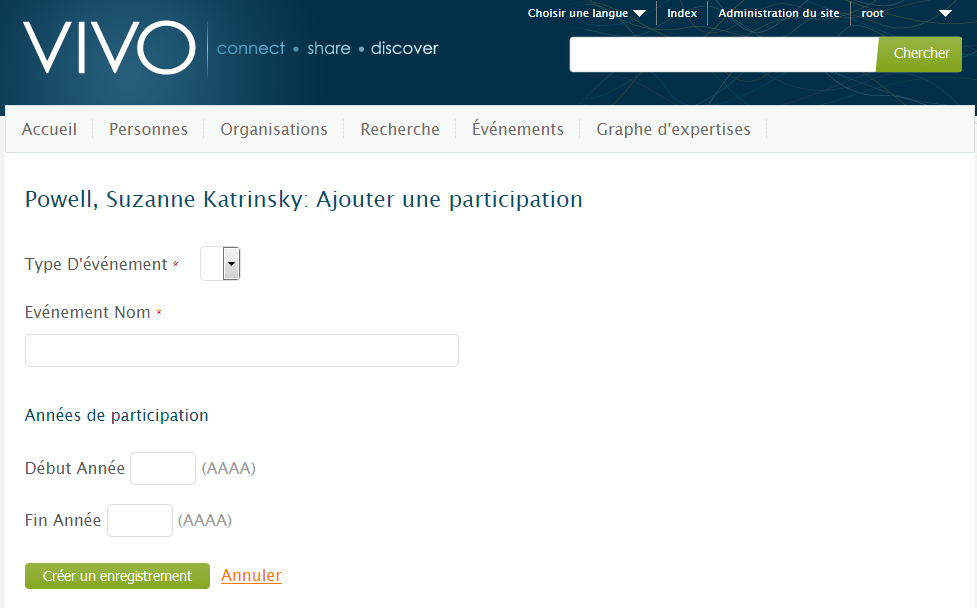 Choisir une langue Index Administration du site root
VIVO connect • share • discover
Chercher
Accueil Personnes Organisations Recherche Événements Graphe d'expertises
Powell, Suzanne Katrinsky: Ajouter une participation
Type D'événement *
Evénement Nom *
Années de participation
Début Année (AAAA)
Fin Année (AAAA)
Créer un enregistrement Annuler